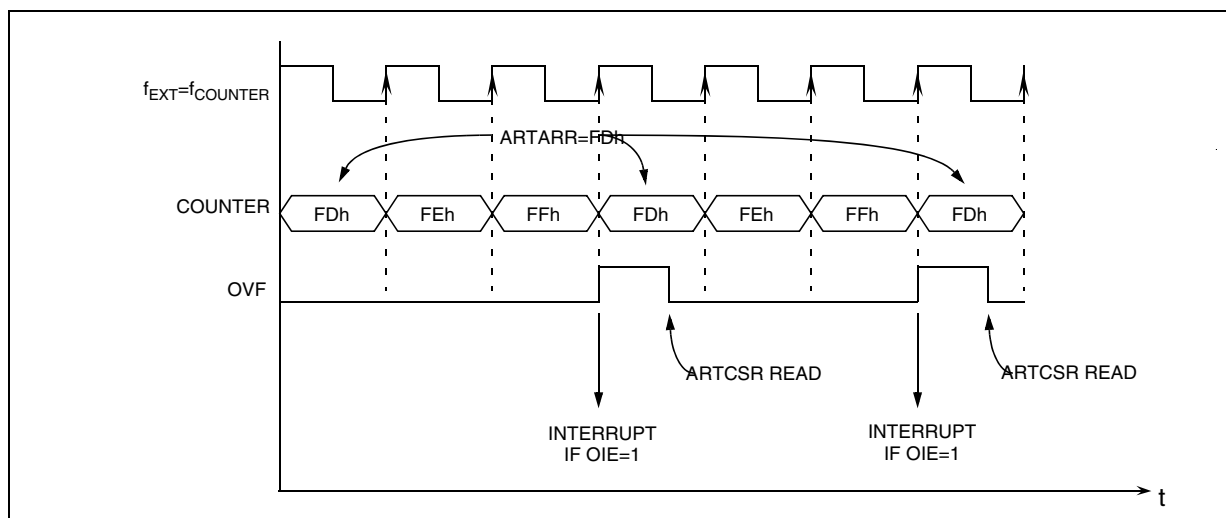 fEXT=fCOUNTER
ARTARR=FDh
COUNTER
FDh
FEh
FFh
FDh
FEh
FFh
FDh
OVF
ARTCSR READ
ARTCSR READ
INTERRUPT
IF OIE=1
INTERRUPT
IF OIE=1
t